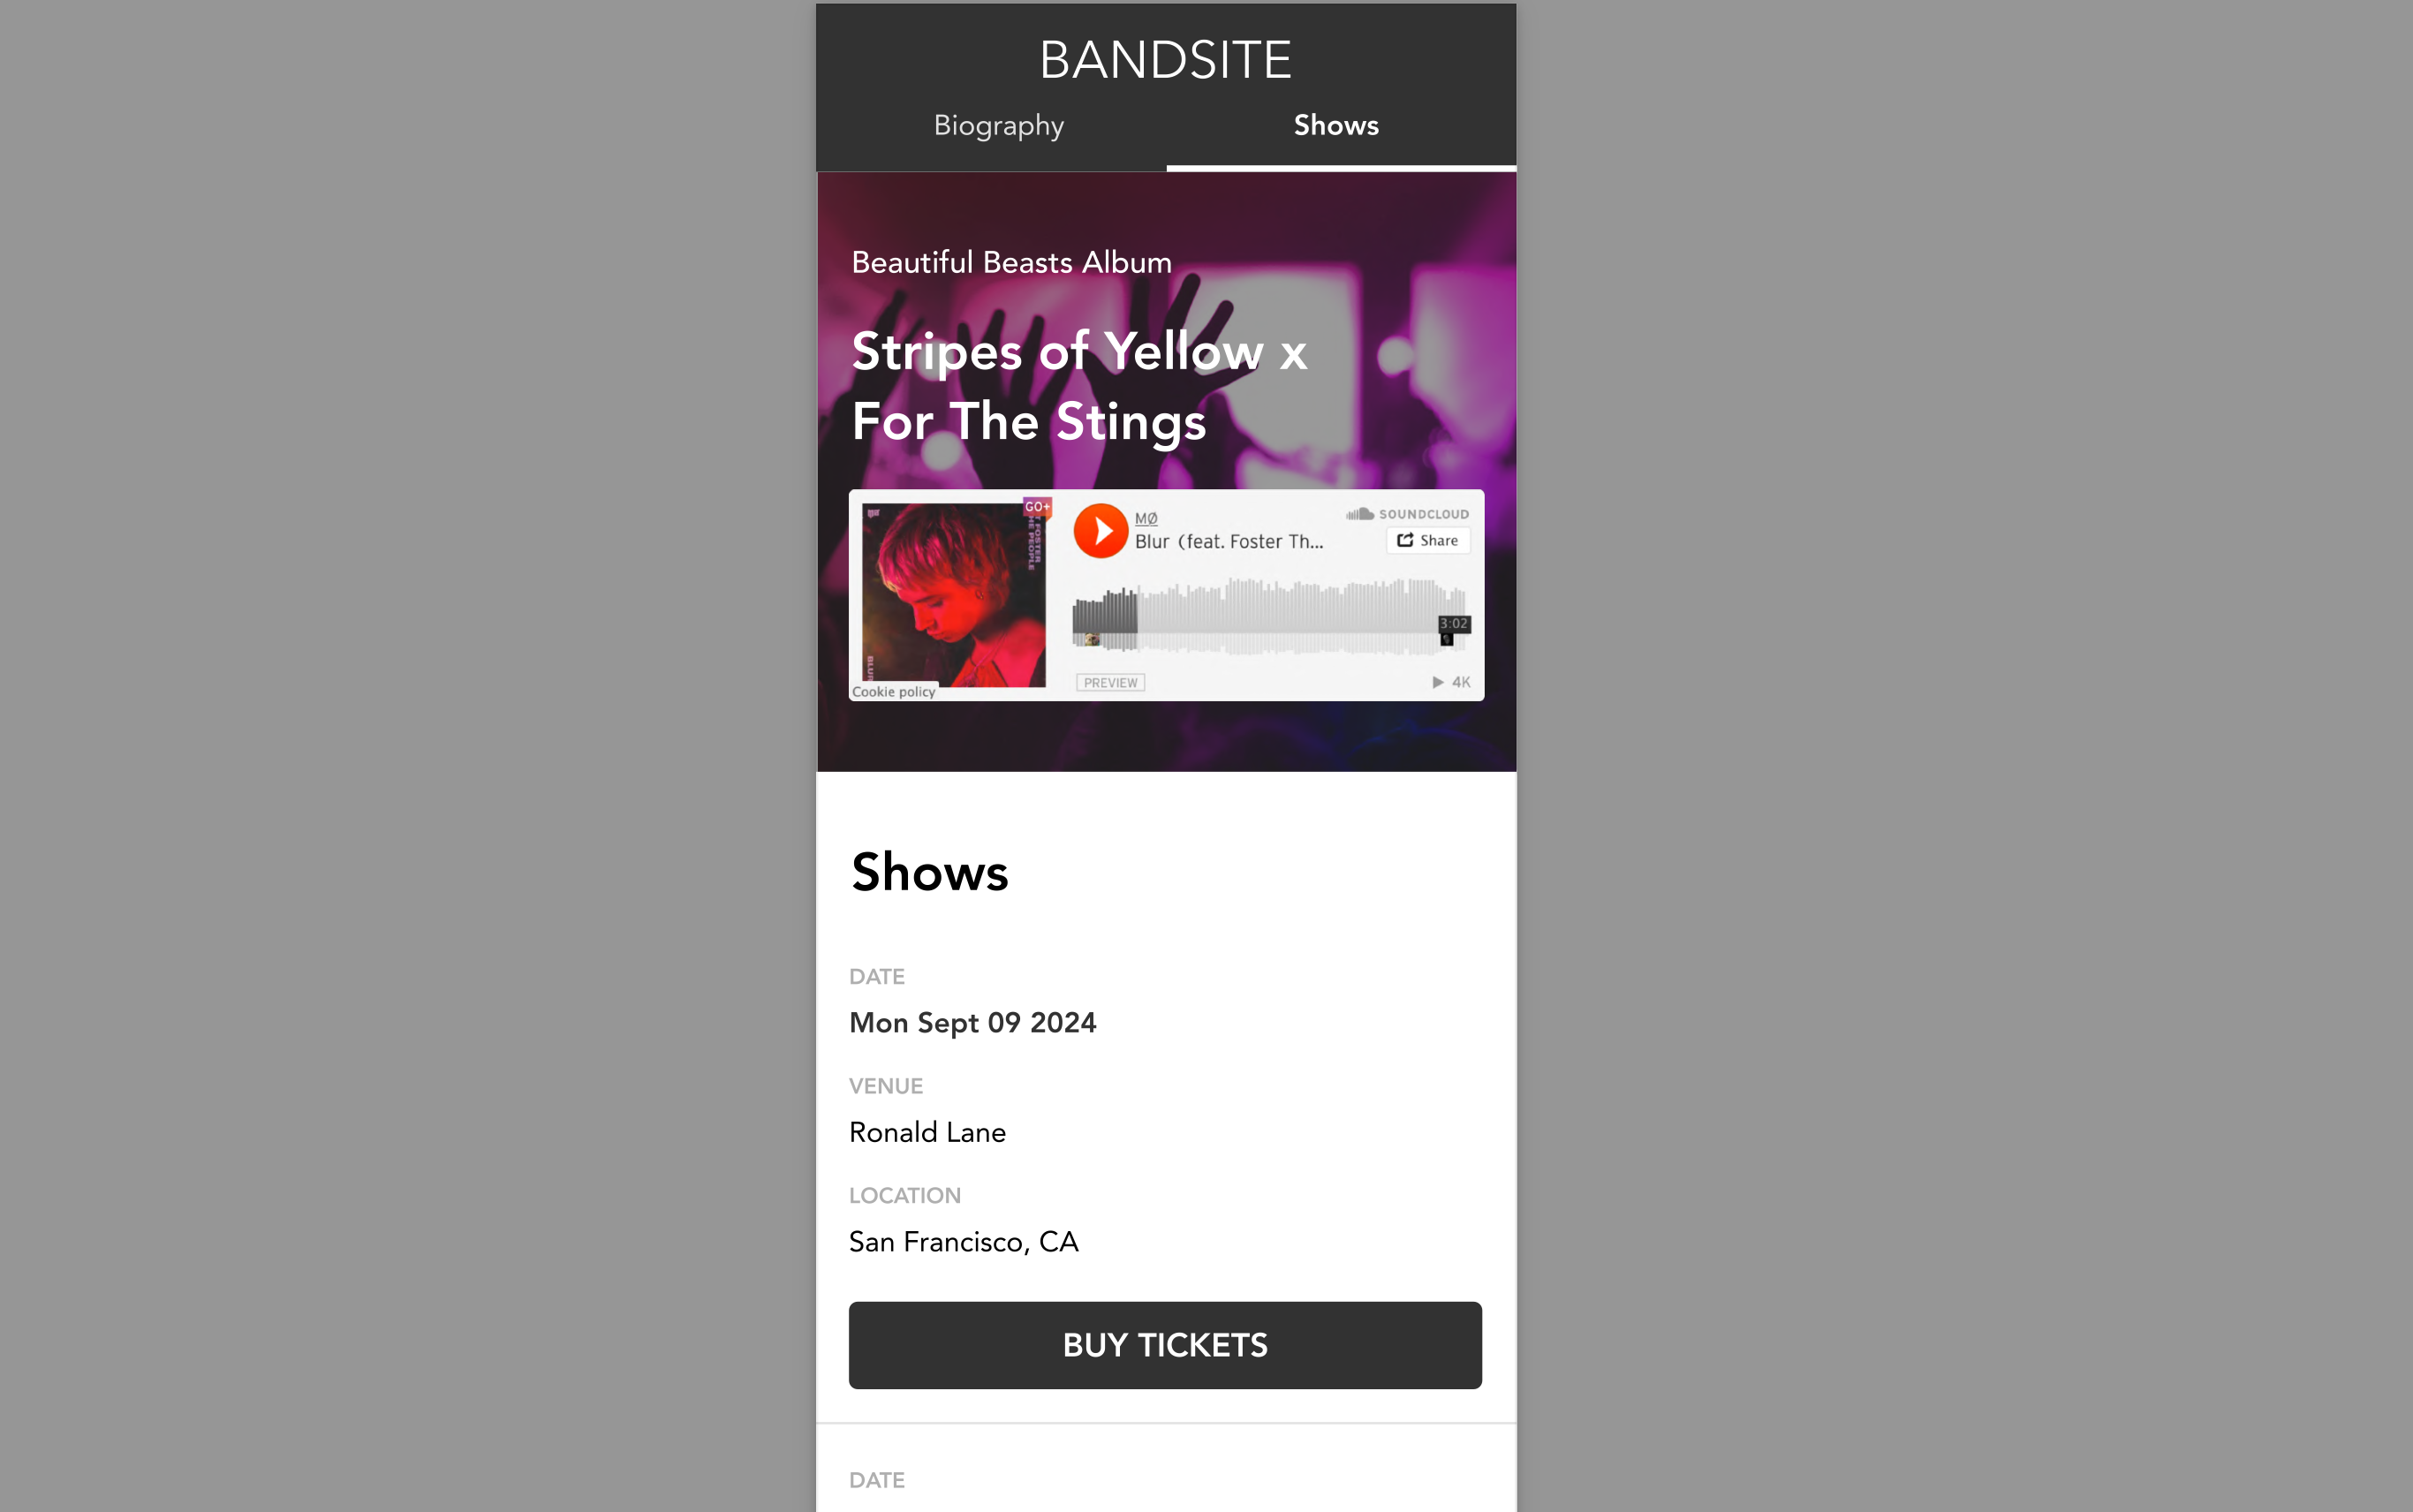 BANDSITE
Biography
Shows
Beautiful Beasts Album
Stripes of Yellow x
For The Stings
GO+
MØ
SOUNDCLOUD
Blur (feat. Foster Th...
Share
3:02
BLUR
Cookie policy
PREVIEW
4K
Shows
DATE
Mon Sept 09 2024
VENUE
Ronald Lane
LOCATION
San Francisco, CA
BUY TICKETS
DATE